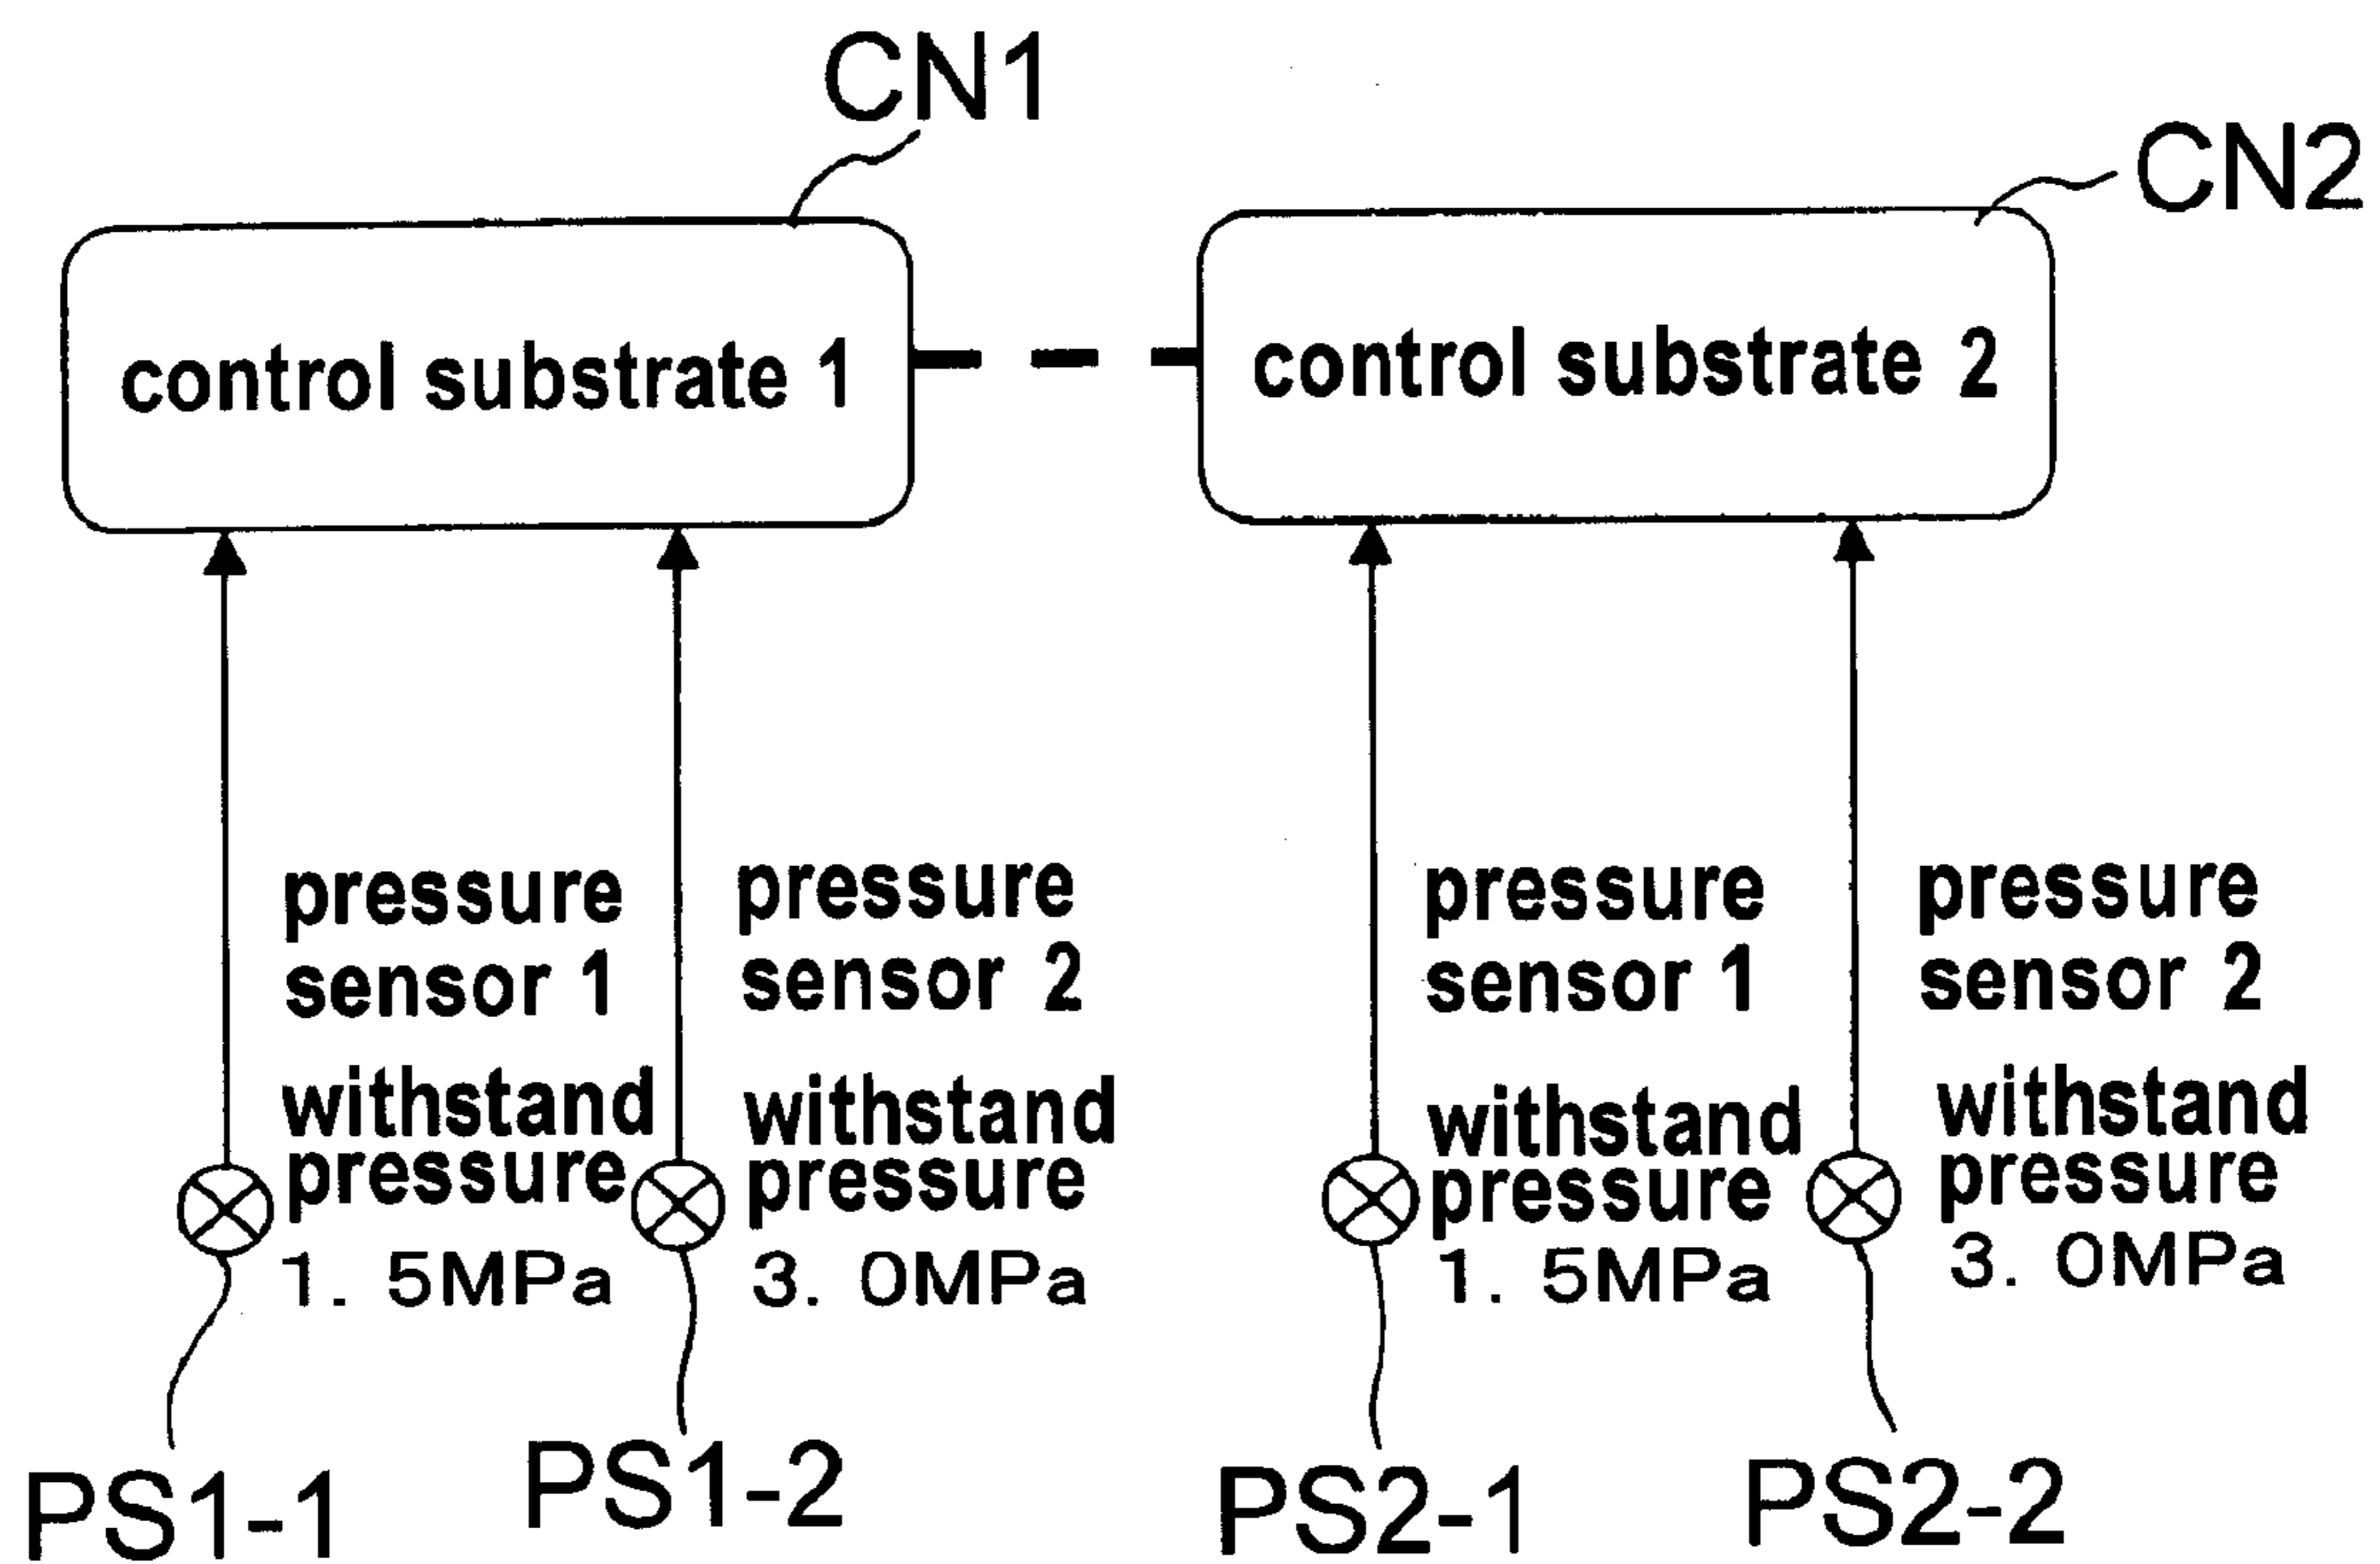 CN1
CN2
control substrate 1
control substrate 2
pressure
sensor 1
withstand
pressure
1. 5MPa
pressure
sensor 2
withstand
pressure
3. 0MPa
pressure
sensor 1
withstand
pressure
1. 5MPa
pressure
sensor 2
withstand
pressure
3. 0MPa
PS1-1
PS1-2
PS2-1
PS2-2